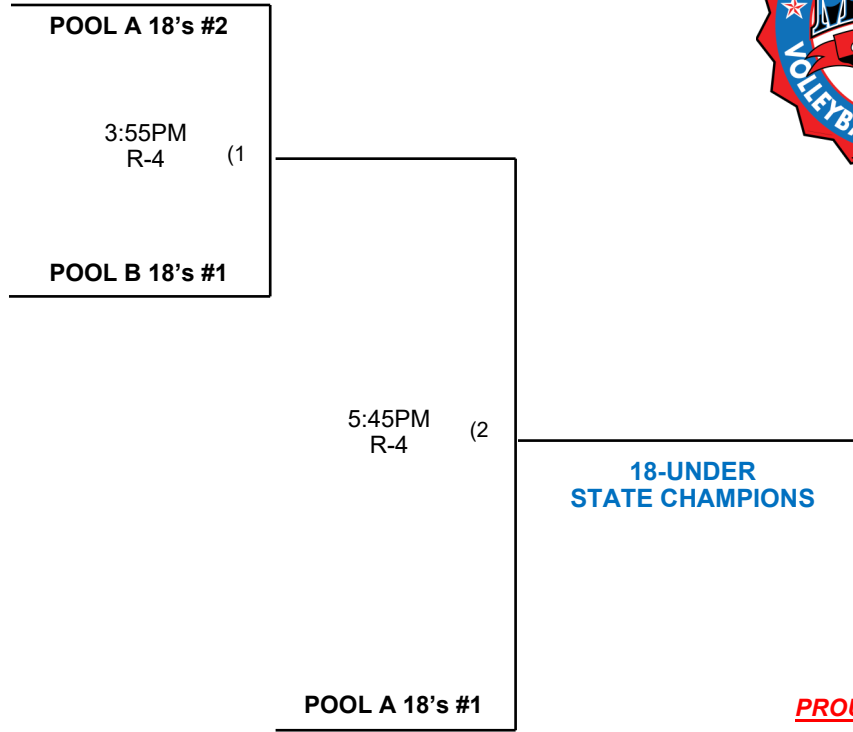 POOL A 18’s #2
3:55PM
R-4 (1
POOL B 18’s #1
5:45PM
R-4 (2
18-UNDER
STATE CHAMPIONS
POOL A 18’s #1